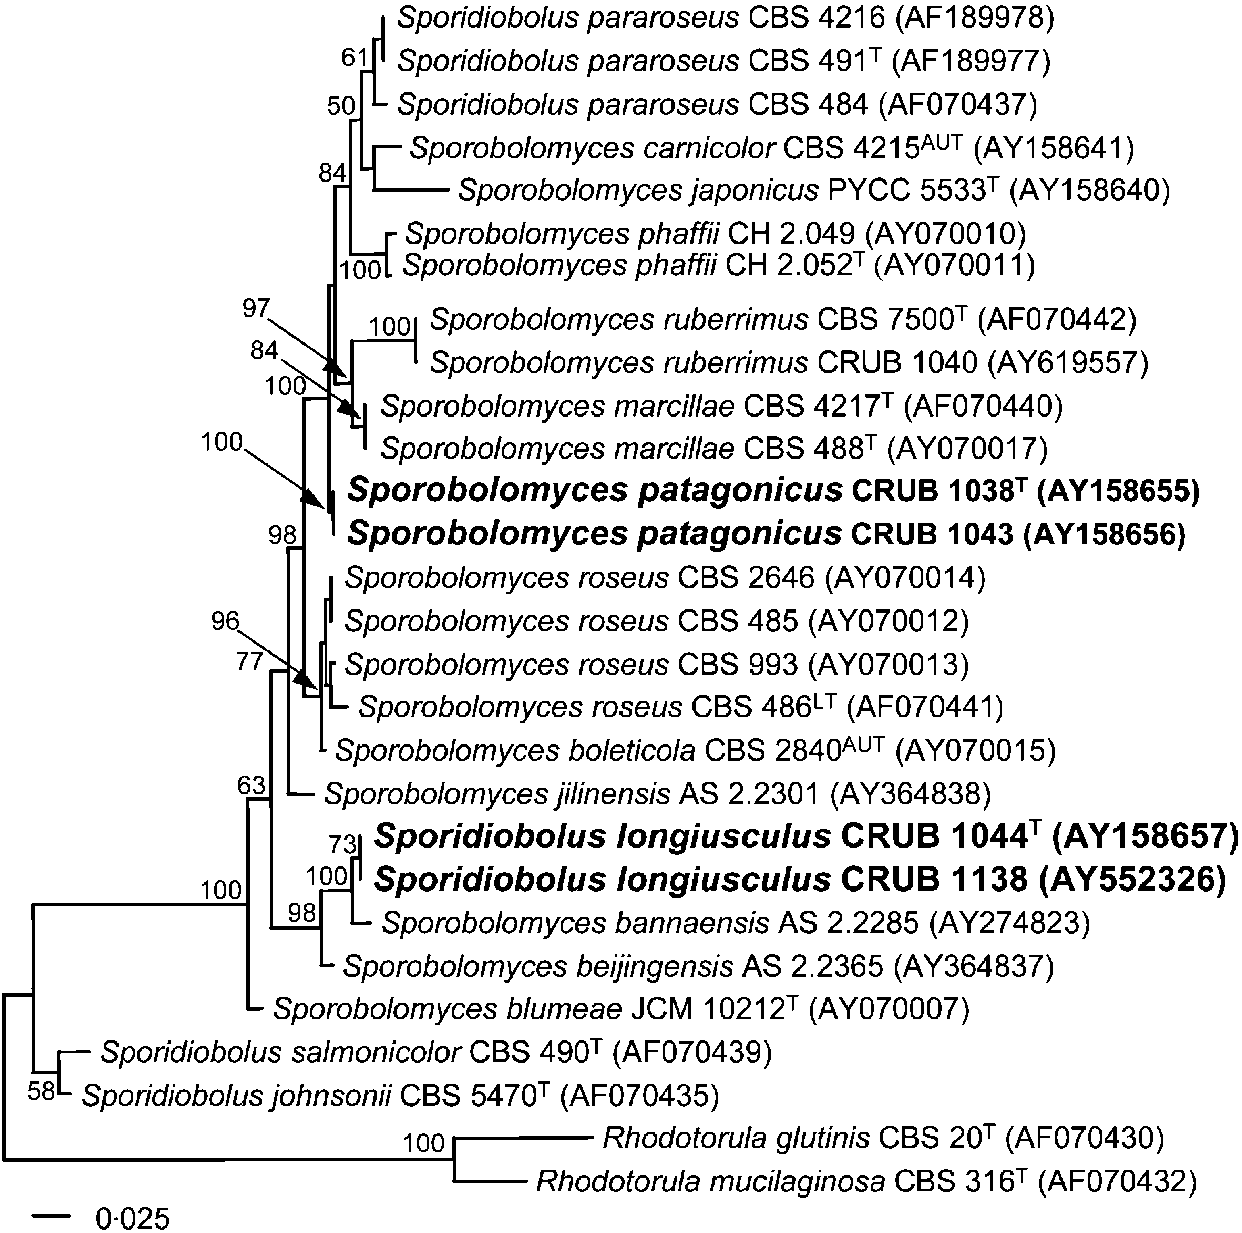 Sporidiobolus pararoseus CBS 4216 (AF189978)
61
Sporidiobolus pararoseus CBS 491ᵀ (AF189977)
50
Sporidiobolus pararoseus CBS 484 (AF070437)
Sporobolomyces carnicolor CBS 4215ᴬᵁᵀ (AY158641)
84
Sporobolomyces japonicus PYCC 5533ᵀ (AY158640)
Sporobolomyces phaffii CH 2.049 (AY070010)
100
Sporobolomyces phaffii CH 2.052ᵀ (AY070011)
97
100
Sporobolomyces ruberrimus CBS 7500ᵀ (AF070442)
84
Sporobolomyces ruberrimus CRUB 1040 (AY619557)
100
Sporobolomyces marcillae CBS 4217ᵀ (AF070440)
100
Sporobolomyces marcillae CBS 488ᵀ (AY070017)
Sporobolomyces patagonicus CRUB 1038ᵀ (AY158655)
98
Sporobolomyces patagonicus CRUB 1043 (AY158656)
Sporobolomyces roseus CBS 2646 (AY070014)
96
Sporobolomyces roseus CBS 485 (AY070012)
77
Sporobolomyces roseus CBS 993 (AY070013)
Sporobolomyces roseus CBS 486ᴸᵀ (AF070441)
Sporobolomyces boleticola CBS 2840ᴬᵁᵀ (AY070015)
63
Sporobolomyces jilinensis AS 2.2301 (AY364838)
73
Sporidiobolus longiusculus CRUB 1044ᵀ (AY158657)
100
100
Sporidiobolus longiusculus CRUB 1138 (AY552326)
98
Sporobolomyces bannaensis AS 2.2285 (AY274823)
Sporobolomyces beijingensis AS 2.2365 (AY364837)
Sporobolomyces blumeae JCM 10212ᵀ (AY070007)
Sporidiobolus salmonicolor CBS 490ᵀ (AF070439)
58
Sporidiobolus johnsonii CBS 5470ᵀ (AF070435)
100
Rhodotorula glutinis CBS 20ᵀ (AF070430)
Rhodotorula mucilaginosa CBS 316ᵀ (AF070432)
0·025